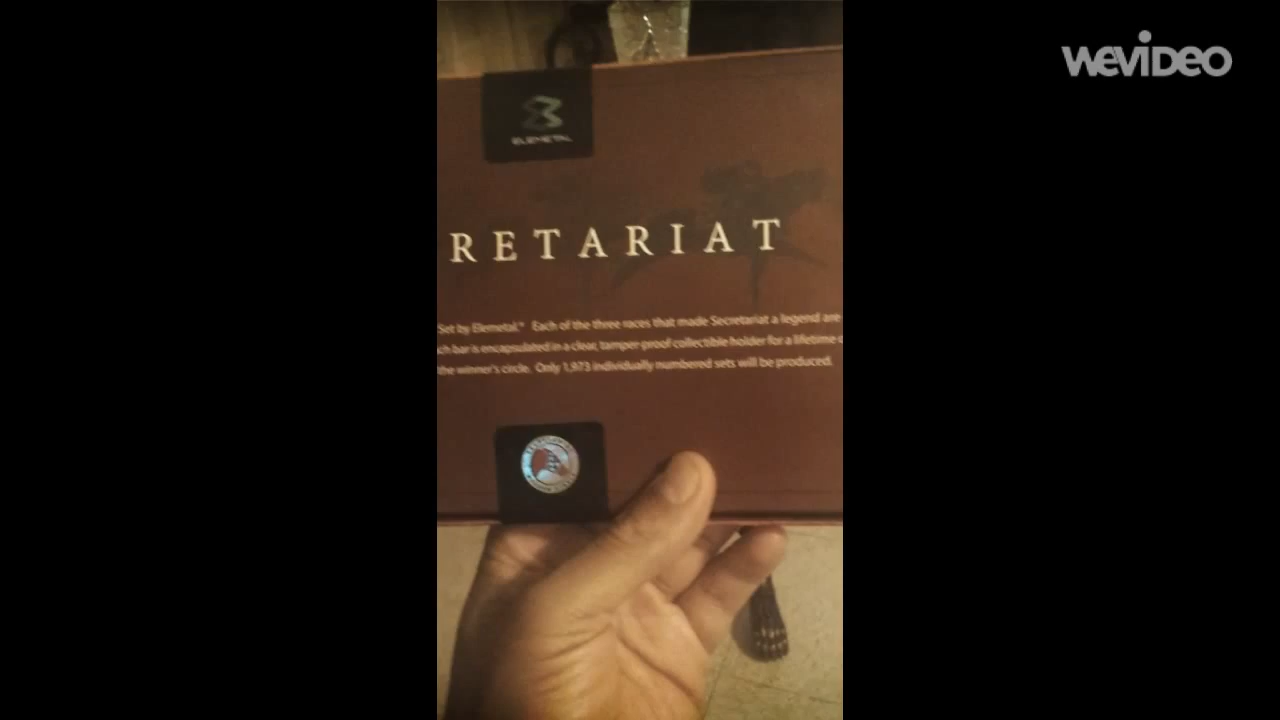 WEVIDEO
ELEMETAL
RETARIAT
Set by Elemetal.® Each of the three races that made Secretariat a legend are
ch bar is encapsulated in a clear, tamper-proof collectible holder for a lifetime
the winner's circle. Only 1,973 individually numbered sets will be produced.